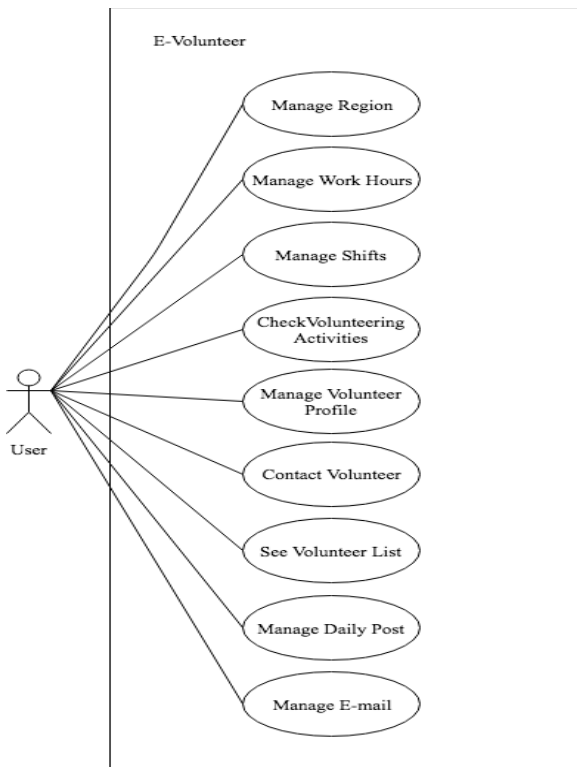 E-Volunteer
Manage Region
Manage Work Hours
Manage Shifts
CheckVolunteering
Activities
Manage Volunteer
Profile
User
Contact Volunteer
See Volunteer List
Manage Daily Post
Manage E-mail